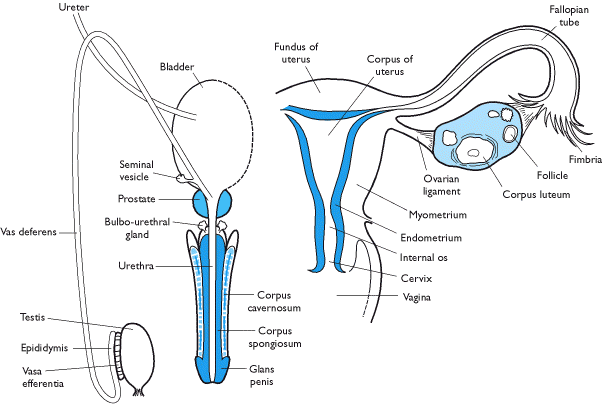 Ureter
Bladder
Seminal
vesicle
Prostate
Bulbo-urethral
gland
Vas deferens
Urethra
Corpus
cavernosum
Corpus
spongiosum
Glans
penis
Testis
Epididymis
Vasa
efferentia
Fundus of
uterus
Corpus of
uterus
Fallopian
tube
Fimbria
Follicle
Corpus luteum
Ovarian
ligament
Myometrium
Endometrium
Internal os
Cervix
Vagina